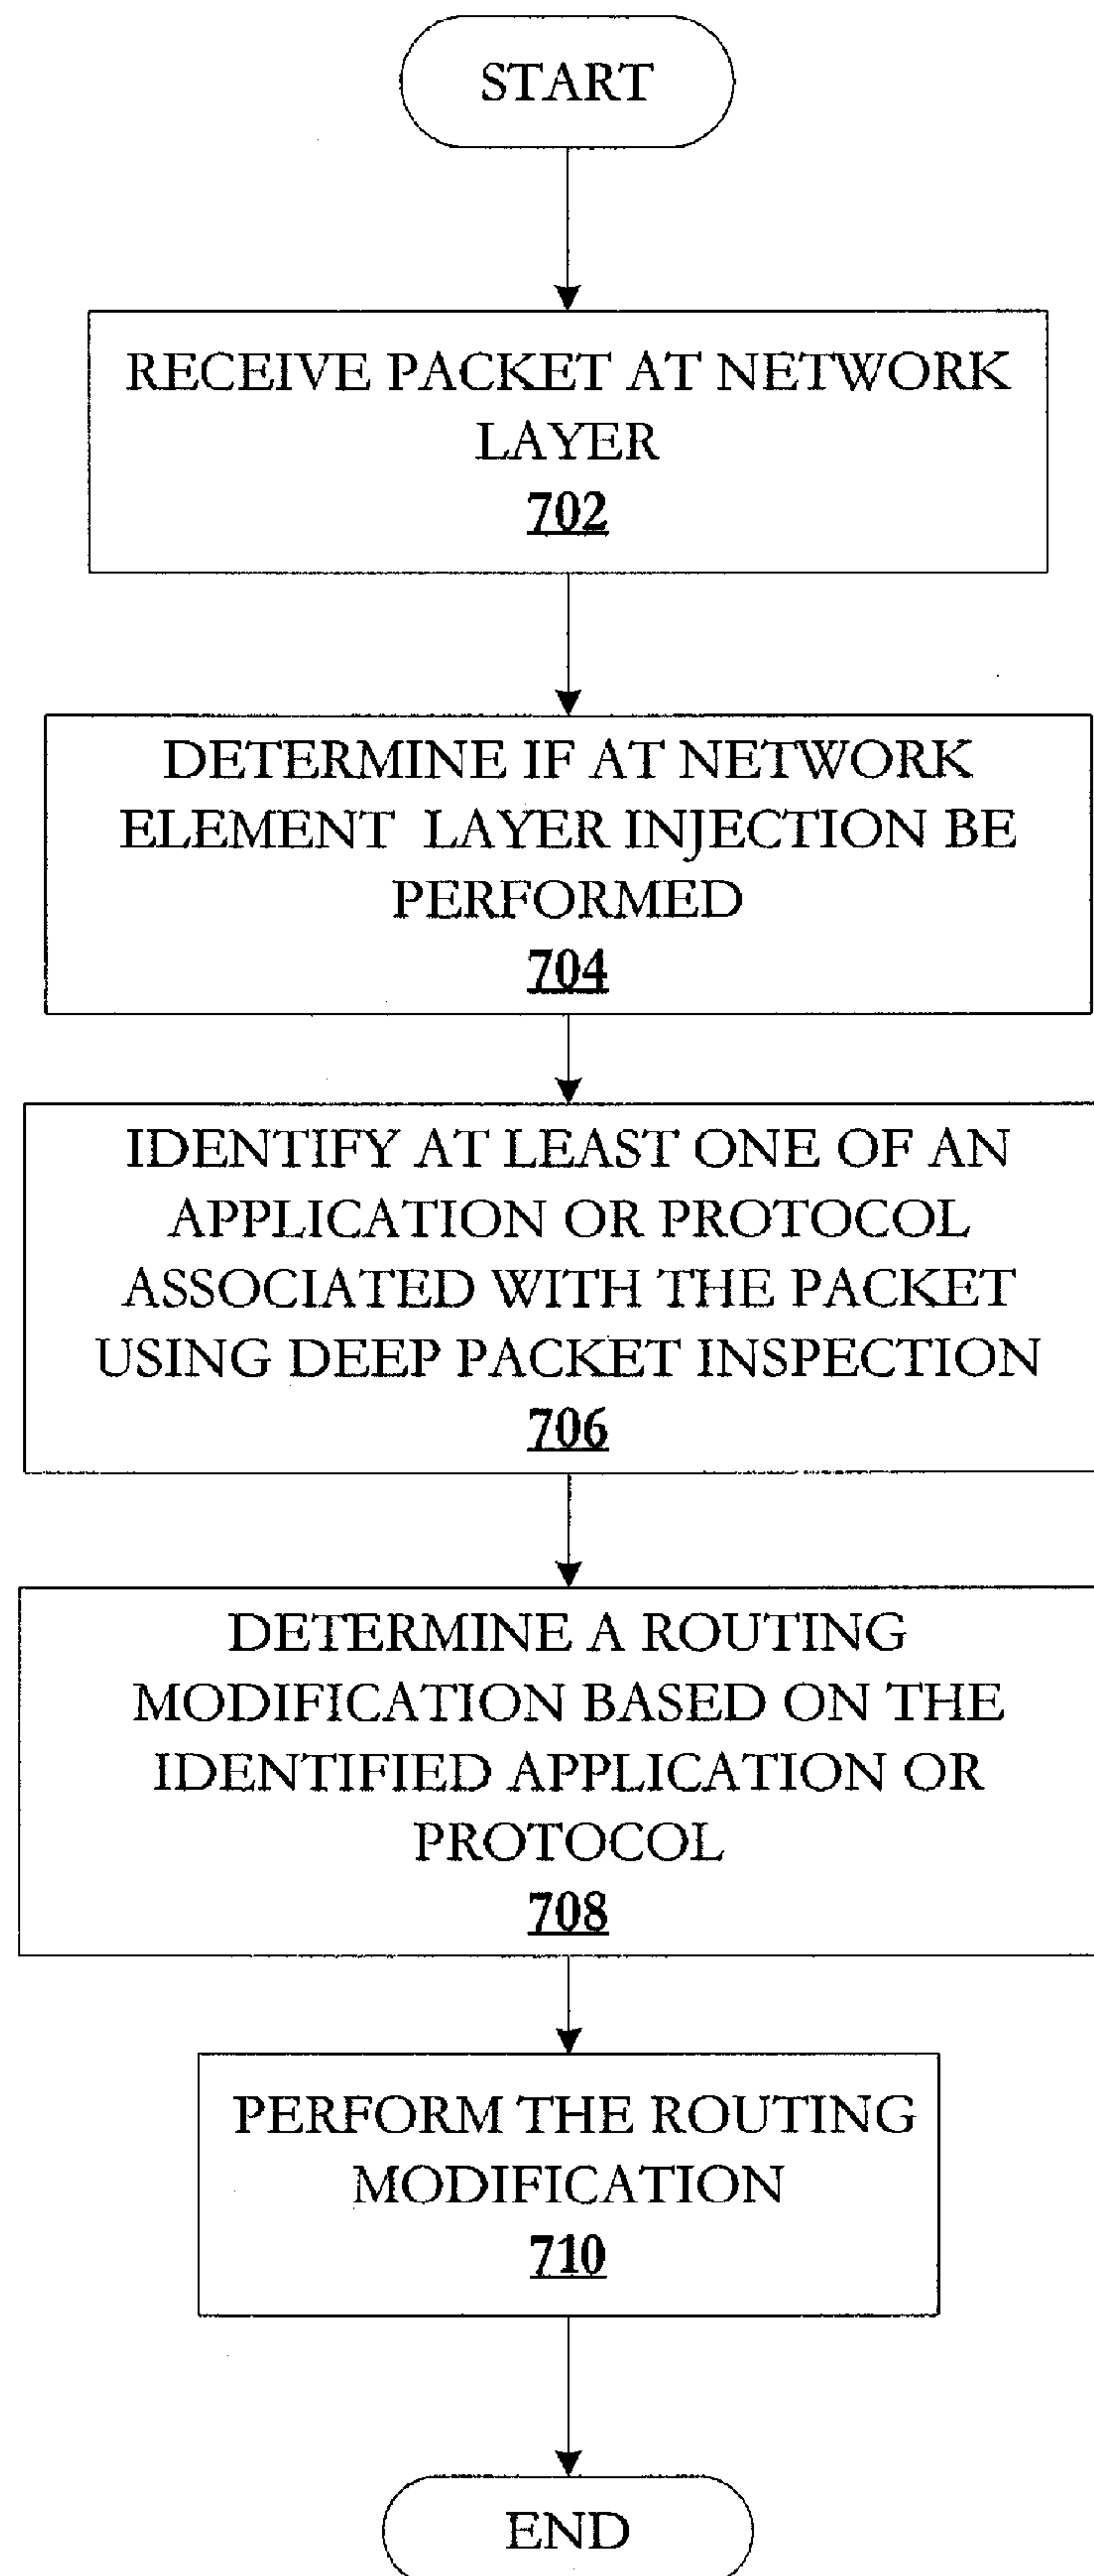 START
RECEIVE PACKET AT NETWORK
LAYER
702
DETERMINE IF AT NETWORK
ELEMENT LAYER INJECTION BE
PERFORMED
704
IDENTIFY AT LEAST ONE OF AN
APPLICATION OR PROTOCOL
ASSOCIATED WITH THE PACKET
USING DEEP PACKET INSPECTION
706
DETERMINE A ROUTING
MODIFICATION BASED ON THE
IDENTIFIED APPLICATION OR
PROTOCOL
708
PERFORM THE ROUTING
MODIFICATION
710
END